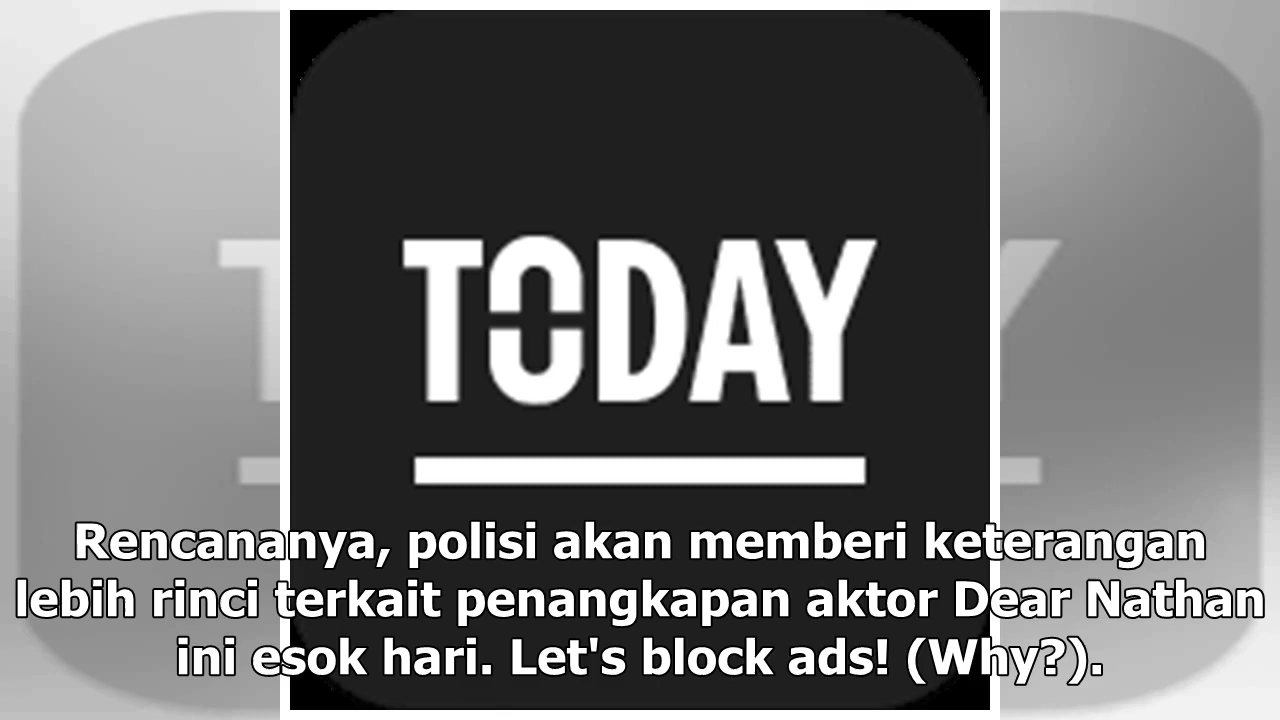 TODAY
Rencananya, polisi akan memberi keterangan
lebih rinci terkait penangkapan aktor Dear Nathan
ini esok hari. Let's block ads! (Why?).